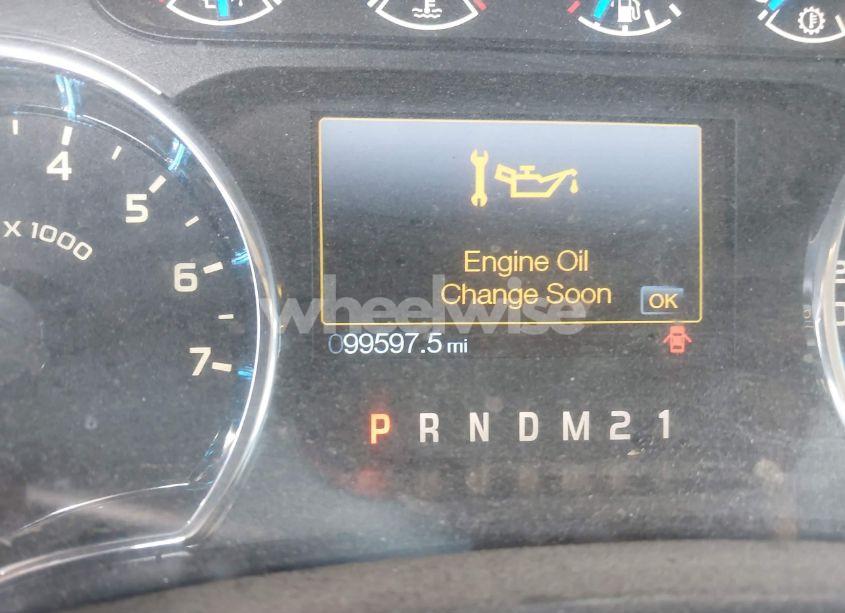 4
5
x 1000
6
7
Engine Oil
Change Soon
OK
wheelwise
099597.5 mi
P R N D M 2 1